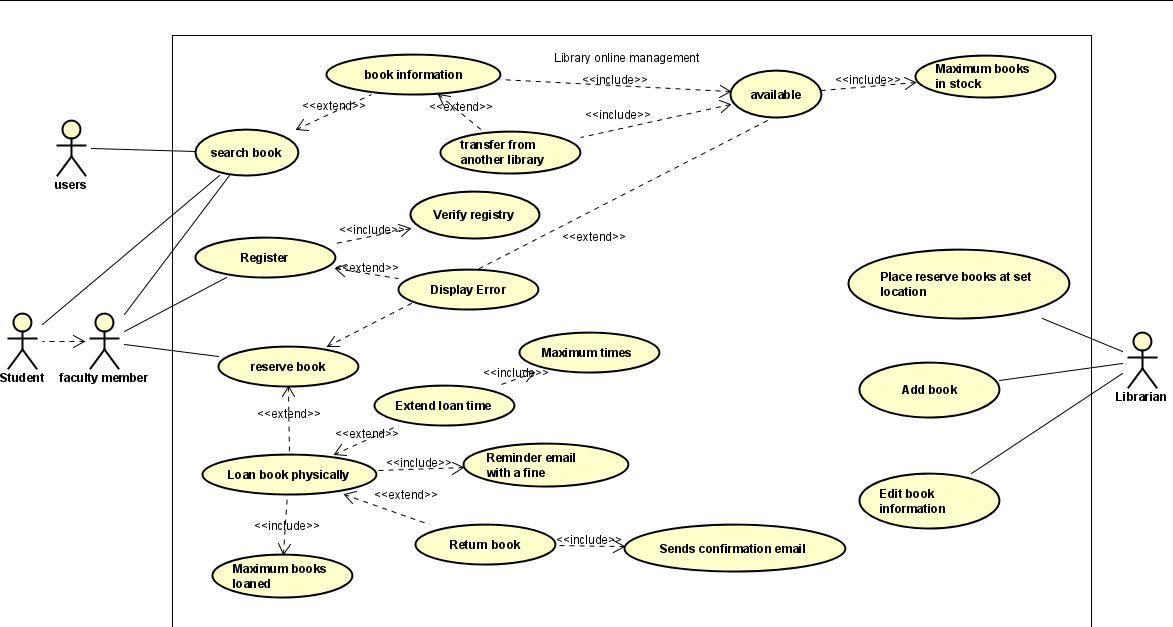 Library online management
book information
<<include>>
available
<<include>>
Maximum books
in stock
<<extend>>
<<extend>>
<<include>>
search book
transfer from
another library
users
Verify registry
<<include>>
<<extend>>
Register
<<extend>>
Display Error
Place reserve books at set
location
Student
faculty member
reserve book
Maximum times
<<include>>
Extend loan time
Add book
Librarian
<<extend>>
<<extend>>
Loan book physically
<<include>>
Reminder email
with a fine
<<extend>>
Edit book
information
<<include>>
Return book
<<include>>
Sends confirmation email
Maximum books
loaned